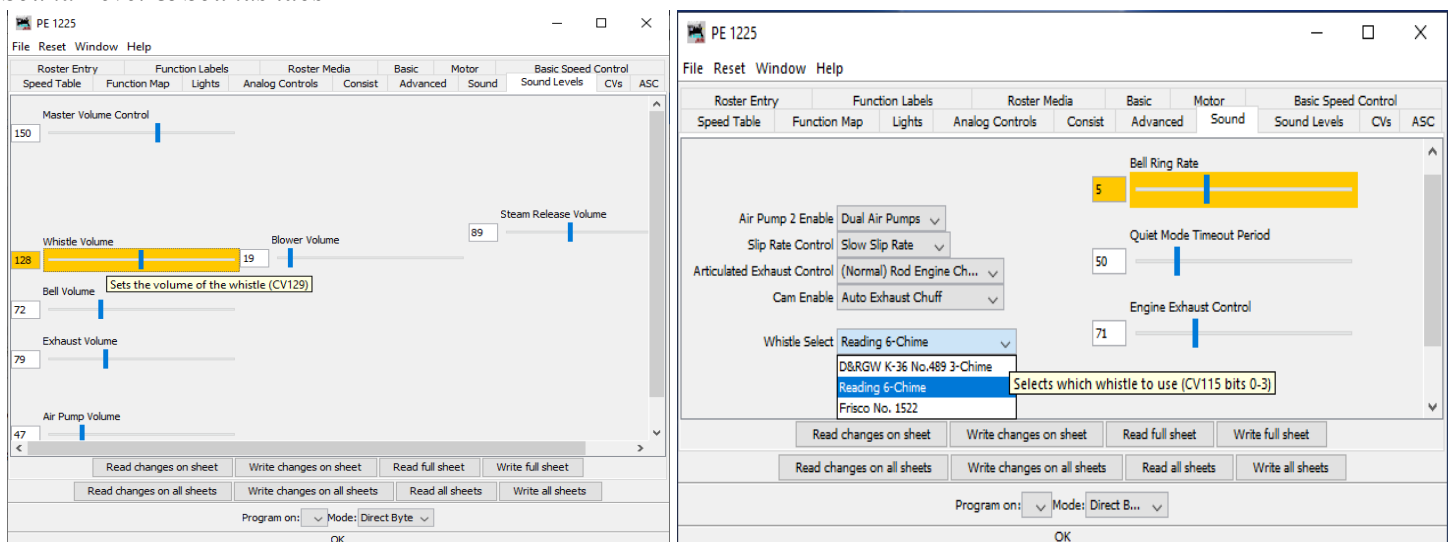 PE 1225
File Reset Window Help
Roster Entry Function Labels Roster Media Basic Motor Basic Speed Control
Speed Table Function Map Lights Analog Controls Consist Advanced Sound Sound Levels CVs ASC
Master Volume Control
150
Steam Release Volume
89
Whistle Volume Blower Volume
128 19
Sets the volume of the whistle (CV129)
Bell Volume
72
Exhaust Volume
79
Air Pump Volume
47
Read changes on sheet Write changes on sheet Read full sheet Write full sheet
Read changes on all sheets Write changes on all sheets Read all sheets Write all sheets
Program on: Mode: Direct Byte
OK
PE 1225
File Reset Window Help
Roster Entry Function Labels Roster Media Basic Motor Basic Speed Control
Speed Table Function Map Lights Analog Controls Consist Advanced Sound Sound Levels CVs ASC
Bell Ring Rate
5
Air Pump 2 Enable Dual Air Pumps
Slip Rate Control Slow Slip Rate
Quiet Mode Timeout Period
50
Articulated Exhaust Control (Normal) Rod Engine Ch...
Cam Enable Auto Exhaust Chuff
Engine Exhaust Control
71
Whistle Select Reading 6-Chime
D&RGW K-36 No.489 3-Chime
Reading 6-Chime
Selects which whistle to use (CV115 bits 0-3)
Frisco No. 1522
Read changes on sheet Write changes on sheet Read full sheet Write full sheet
Read changes on all sheets Write changes on all sheets Read all sheets Write all sheets
Program on: Mode: Direct B...
OK